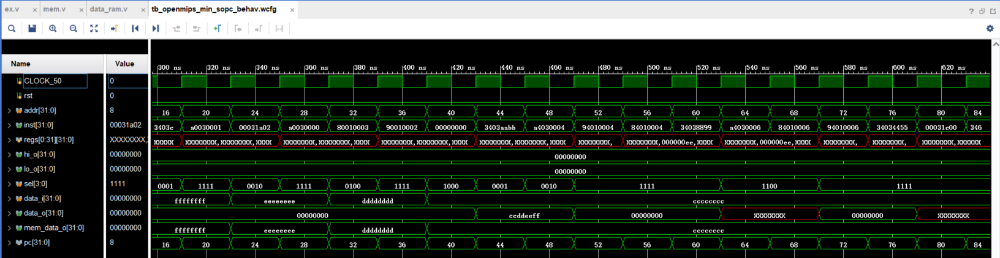 ex.v × mem.v × data_ram.v × tb_openmips_min_sopc_behav.wcfg ×
?
Name Value
300 ns 320 ns 340 ns 360 ns 380 ns 400 ns 420 ns 440 ns 460 ns 480 ns 500 ns 520 ns 540 ns 560 ns 580 ns 600 ns 620 ns
CLOCK_50 0
rst 0
addr[31:0] 8 16 20 24 28 32 36 40 44 48 52 56 60 64 68 72 76 80 84
inst[31:0] 00031a02 3403c a0030001 00031a02 a0030000 80010003 90010002 00000000 3403aabb a4030004 94010004 84010004 34038899 a4030006 84010006 94010006 34034455 00031c00 346
regs[0:31][31:0] XXXXXXXX, XXXXX XXXXXXXX,XXXXXXXX,XXXX XXXXXXXX,XXXXXXXX,XXXX XXXXXXXX,XXXXXXXX,XXXX XXXXXXXX,XXXXXXXX,XXXX XXXXXXXX,XXXXXXXX,XXXX XXXXXXXX, XXXXXXXX,000000ee,XXXX XXXXXXXX,000000ee,XXXX XXXXXXXX, XXXXXXXX, XXXXXXXX,XXXXXX
hi_o[31:0] 00000000 00000000
lo_o[31:0] 00000000 00000000
sel[3:0] 1111 0001 1111 0010 1111 0100 1111 1000 0001 0010 1111 1100 1111
data_i[31:0] 00000000 ffffffff eeeeeeee dddddddd cccccccc
data_o[31:0] 00000000 00000000 ccddeeff 00000000 XXXXXXXX 00000000 XXXXXXXX
mem_data_o[31:0] 00000000 ffffffff eeeeeeee dddddddd cccccccc
pc[31:0] 8 16 20 24 28 32 36 40 44 48 52 56 60 64 68 72 76 80 84